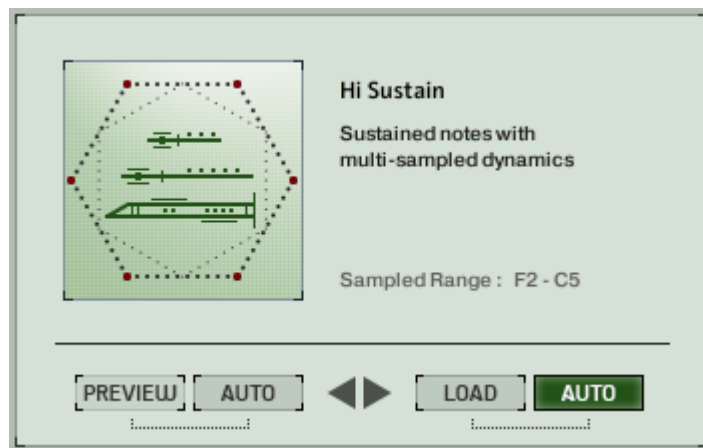 Hi Sustain
Sustained notes with
multi-sampled dynamics
Sampled Range : F2 - C5
PREVIEW AUTO LOAD AUTO